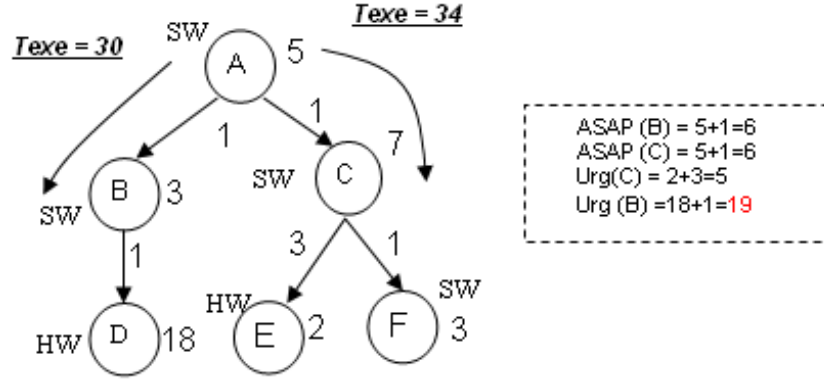 Texe = 34
Texe = 30
SW
A
5
1
1
B
3
SW
SW
C
7
1
3
1
HW
D
18
HW
E
2
SW
F
3
ASAP (B) = 5+1=6
ASAP (C) = 5+1=6
Urg(C) = 2+3=5
Urg (B) =18+1=19